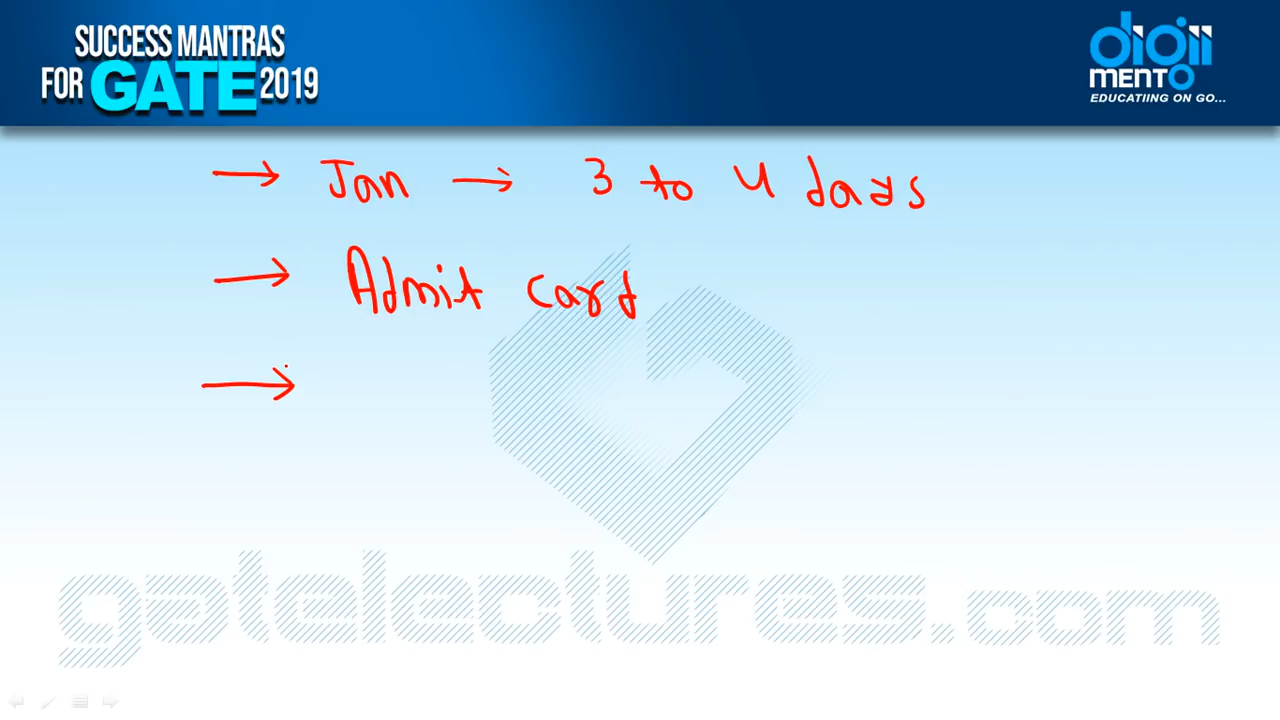 SUCCESS MANTRAS
FOR GATE 2019
digii
MENTO
EDUCATIING ON GO...
→ Jan → 3 to 4 days
→ Admit card
→
gatelectures.com